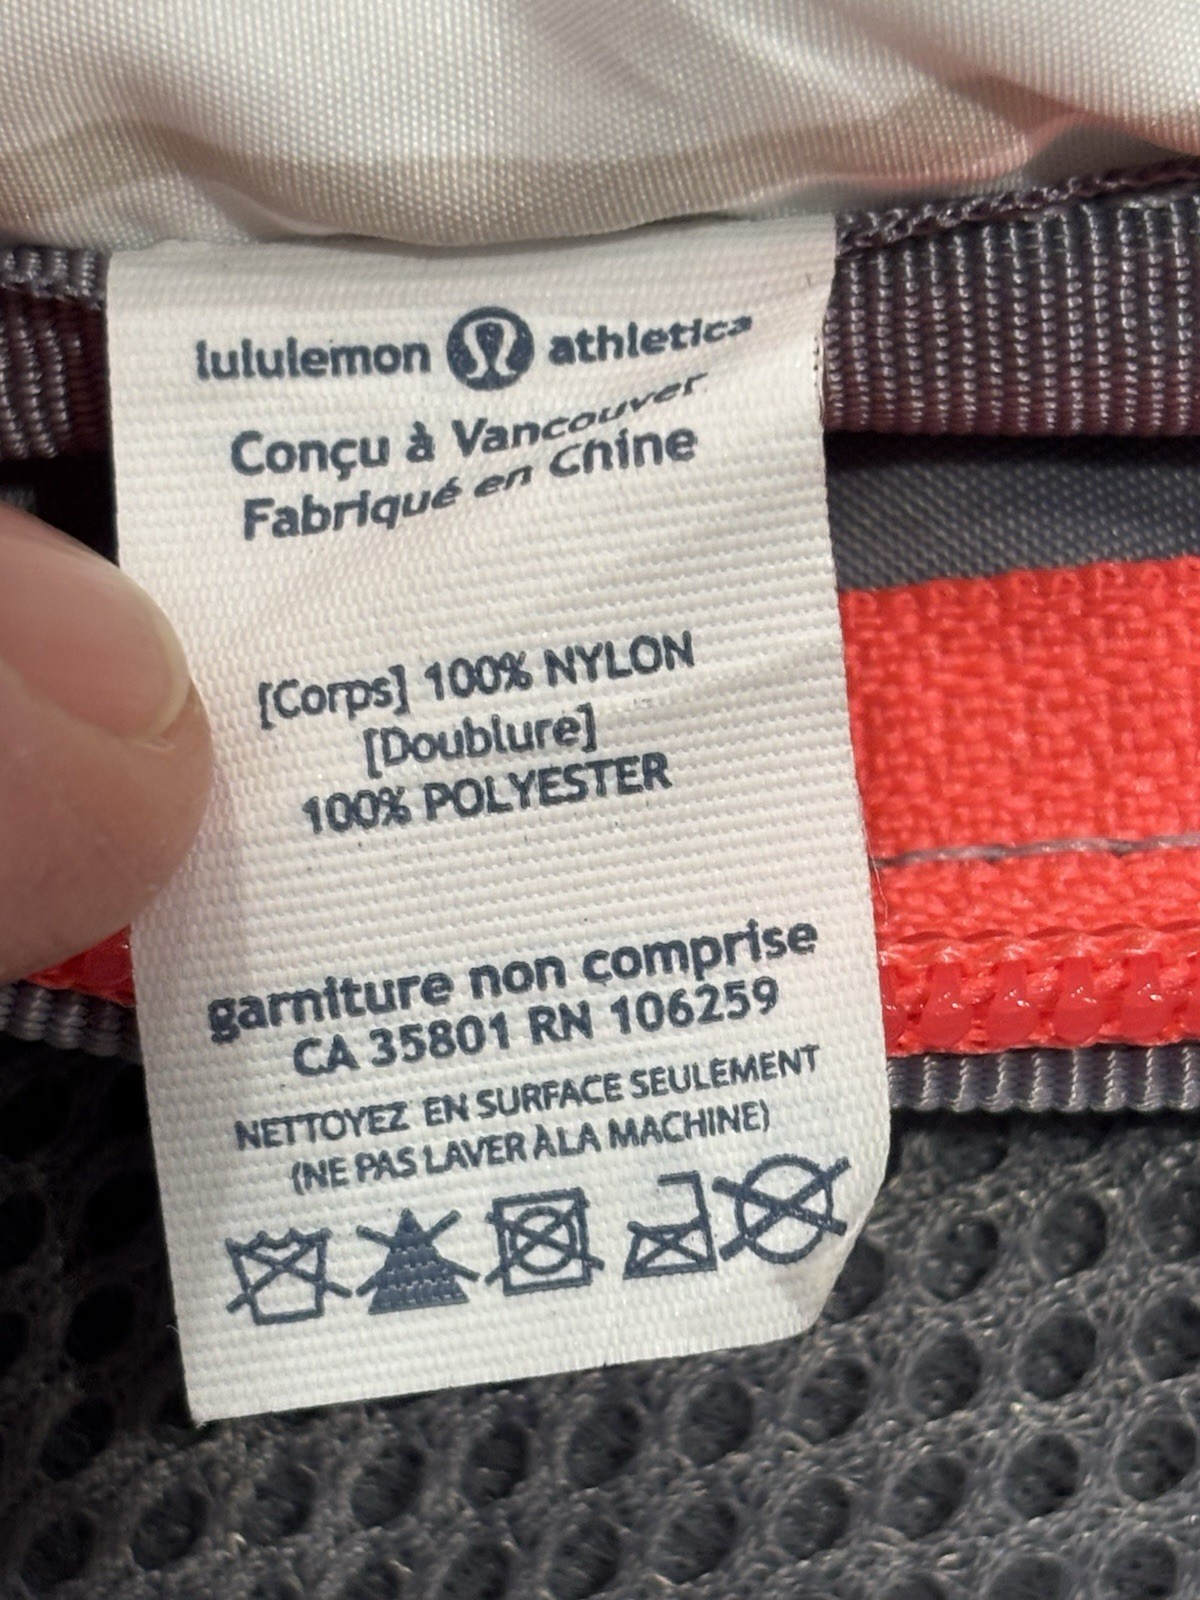 lululemon athletica
Conçu à Vancouver
Fabriqué en Chine
[Corps] 100% NYLON
[Doublure]
100% POLYESTER
garniture non comprise
CA 35801 RN 106259
NETTOYEZ EN SURFACE SEULEMENT
(NE PAS LAVER À LA MACHINE)